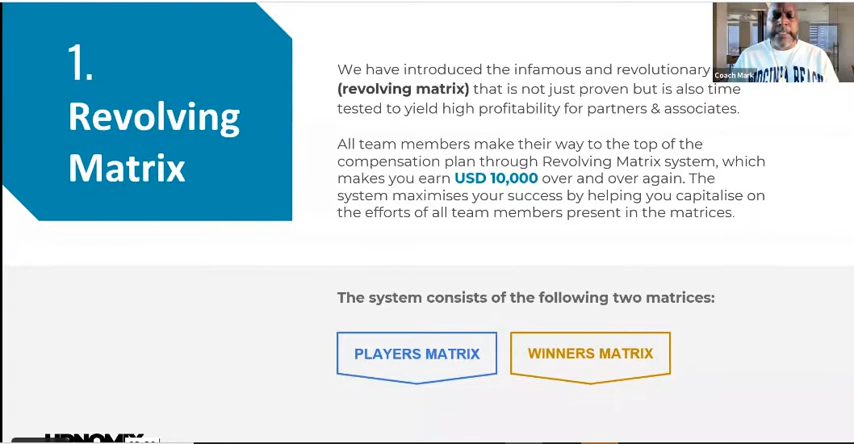 1.
Revolving
Matrix
We have introduced the infamous and revolutionary
(revolving matrix) that is not just proven but is also time
tested to yield high profitability for partners & associates.
All team members make their way to the top of the
compensation plan through Revolving Matrix system, which
makes you earn USD 10,000 over and over again. The
system maximises your success by helping you capitalise on
the efforts of all team members present in the matrices.
Coach Mark
The system consists of the following two matrices:
PLAYERS MATRIX
WINNERS MATRIX